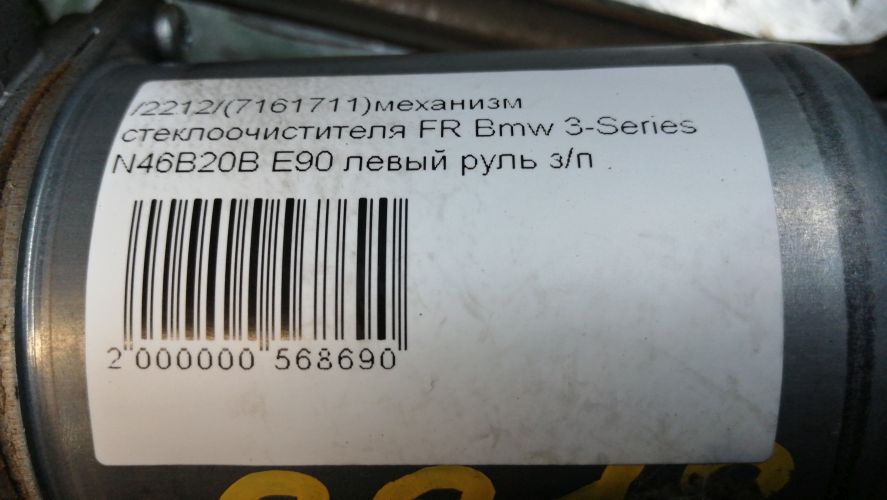 /2212/(7161711)механизм
стеклоочистителя FR Bmw 3-Series
N46B20B E90 левый руль з/п
2 000000 568690